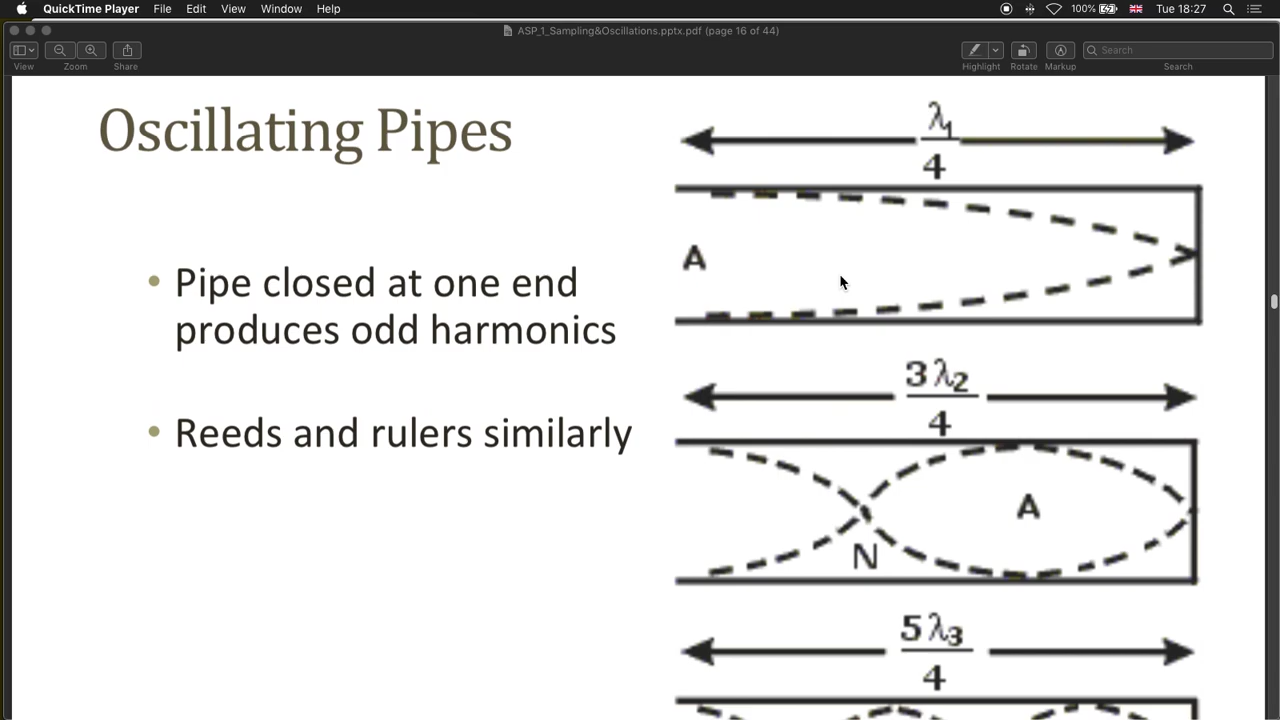 QuickTime Player File Edit View Window Help 100% Tue 18:27
ASP_1_Sampling&Oscillations.pptx.pdf (page 16 of 44)
View Zoom Share Highlight Rotate Markup Search
Search
Oscillating Pipes
• Pipe closed at one end
produces odd harmonics
• Reeds and rulers similarly
λ1
4
A
3λ2
4
A
N
5λ3
4